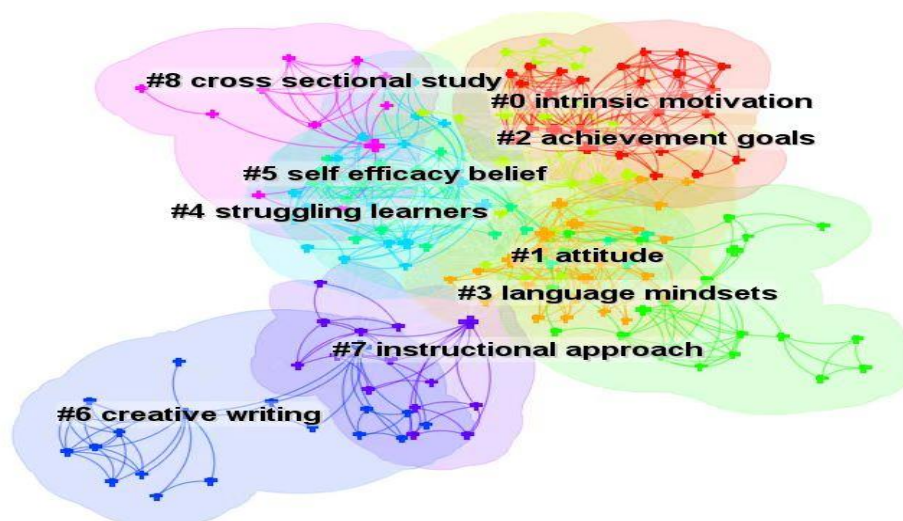 #8 cross sectional study
#0 intrinsic motivation
#2 achievement goals
#5 self efficacy belief
#4 struggling learners
#1 attitude
#3 language mindsets
#7 instructional approach
#6 creative writing